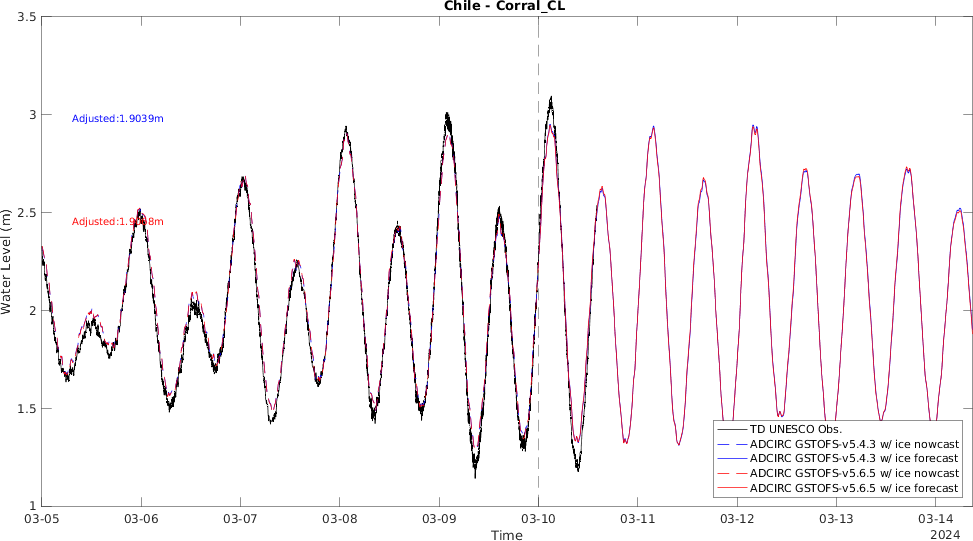 Chile - Corral_CL
3.5
3
2.5
2
1.5
1
Water Level (m)
Adjusted:1.9039m
03-05
03-06
03-07
03-08
03-09
03-10
03-11
03-12
03-13
03-14
2024
Time
TD UNESCO Obs.
ADCIRC GSTOFS-v5.4.3 w/ ice nowcast
ADCIRC GSTOFS-v5.4.3 w/ ice forecast
ADCIRC GSTOFS-v5.6.5 w/ ice nowcast
ADCIRC GSTOFS-v5.6.5 w/ ice forecast